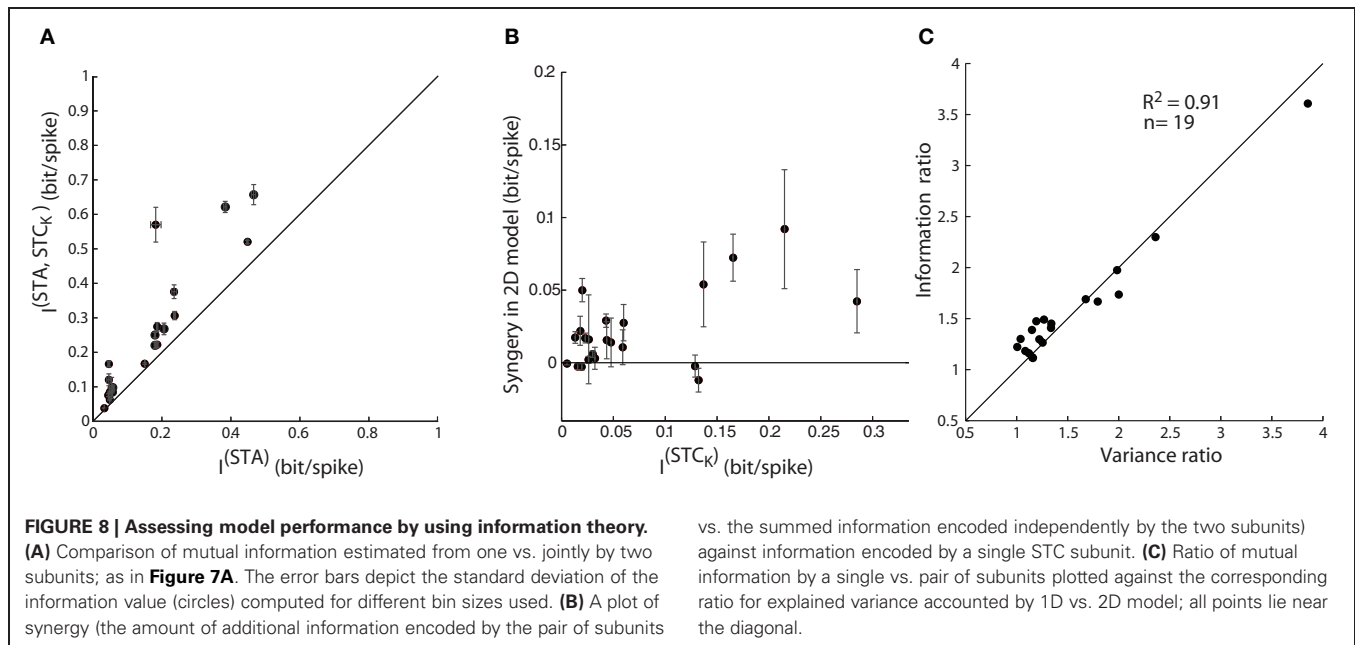 A
I(STA, STCK) (bit/spike)
1
0.9
0.8
0.7
0.6
0.5
0.4
0.3
0.2
0.1
0
0 0.2 0.4 0.6 0.8 1
I(STA) (bit/spike)
B
Syngery in 2D model (bit/spike)
0.2
0.15
0.1
0.05
0
0 0.05 0.1 0.15 0.2 0.25 0.3
I(STCK) (bit/spike)
C
Information ratio
4
3.5
3
2.5
2
1.5
1
0.5
R2 = 0.91
n= 19
0.5 1 1.5 2 2.5 3 3.5 4
Variance ratio
FIGURE 8 | Assessing model performance by using information theory.
(A) Comparison of mutual information estimated from one vs. jointly by two
subunits; as in Figure 7A. The error bars depict the standard deviation of the
information value (circles) computed for different bin sizes used. (B) A plot of
synergy (the amount of additional information encoded by the pair of subunits
vs. the summed information encoded independently by the two subunits)
against information encoded by a single STC subunit. (C) Ratio of mutual
information by a single vs. pair of subunits plotted against the corresponding
ratio for explained variance accounted by 1D vs. 2D model; all points lie near
the diagonal.